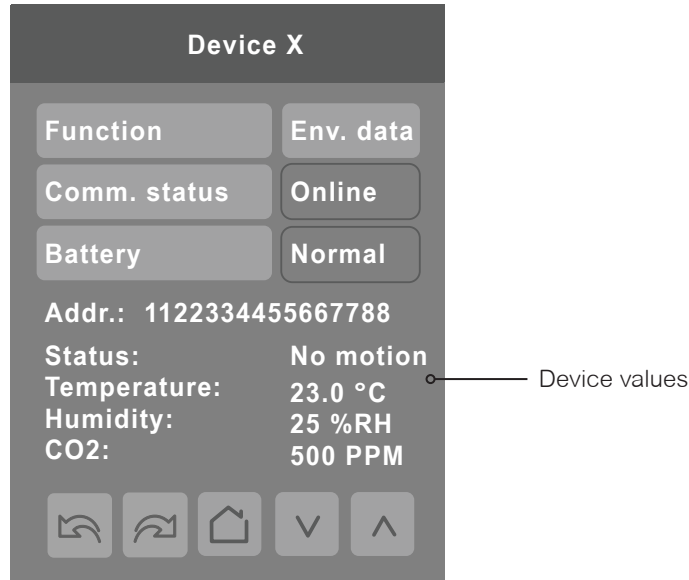 Device X
Function Env. data
Comm. status Online
Battery Normal
Addr.: 1122334455667788
Status: No motion
Temperature: 23.0 °C
Humidity: 25 %RH
CO2: 500 PPM
Device values